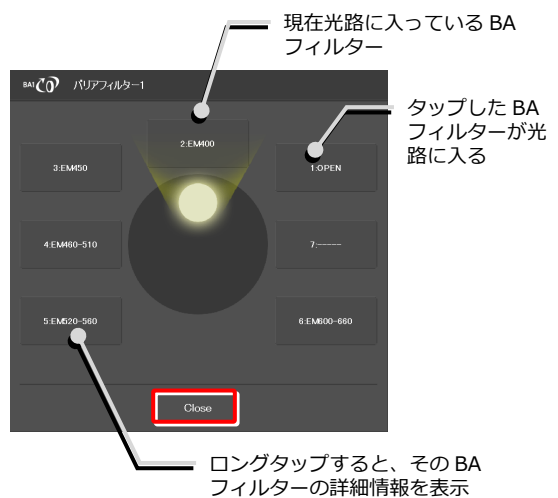 現在光路に入っている BA
フィルター
BA1 バリアフィルター1
タップした BA
フィルターが光
路に入る
2:EM400
3:EM450
1:OPEN
4:EM460-510
7:-----
5:EM520-560
6:EM600-660
Close
ロングタップすると、その BA
フィルターの詳細情報を表示